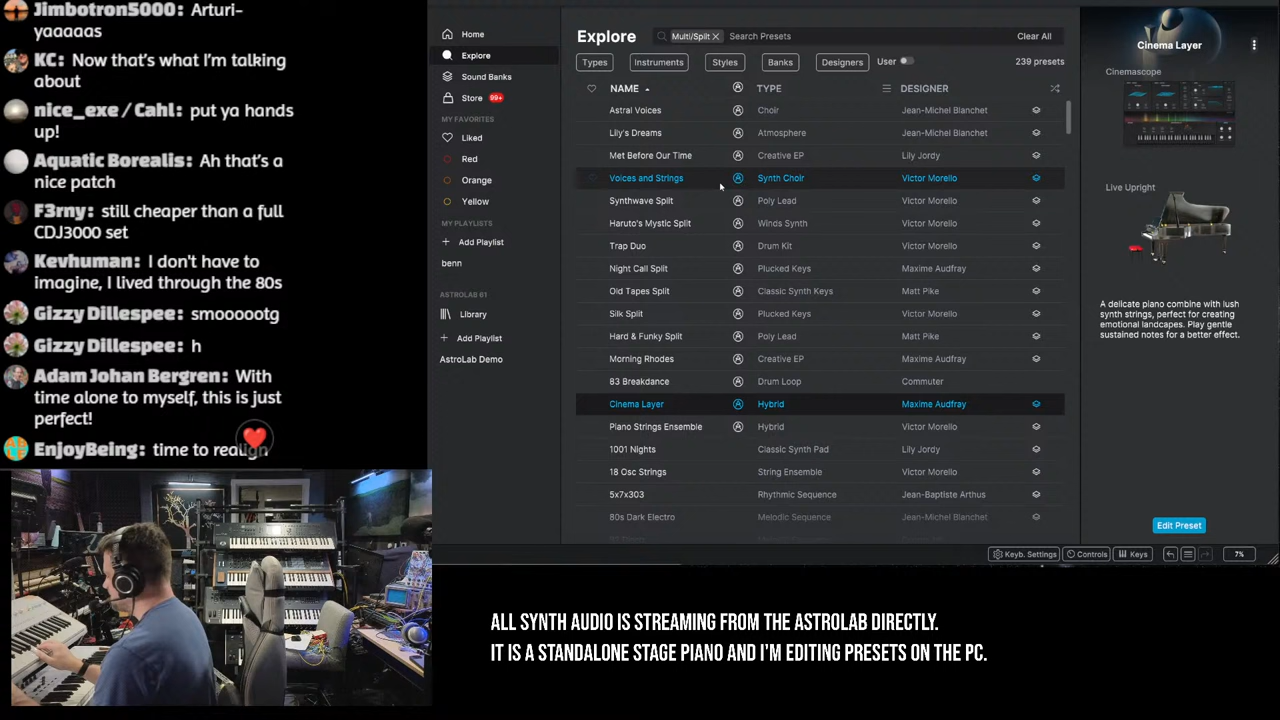 Jimbotron5000: Arturi-
yaaaaas
KC: Now that's what I'm talking
about
nice_exe / Cahl: put ya hands
up!
Aquatic Borealis: Ah that's a
nice patch
F3rny: still cheaper than a full
CDJ3000 set
Kevhuman: I don't have to
imagine, I lived through the 80s
Gizzy Dillespee: smooootg
Gizzy Dillespee: h
Adam Johan Bergren: With
time alone to myself, this is just
perfect!
EnjoyBeing: time to realign
Home
Explore
Sound Banks
Store 99+
MY FAVORITES
Liked
Red
Orange
Yellow
MY PLAYLISTS
Add Playlist
benn
ASTROLAB 61
Library
Add Playlist
AstroLab Demo
Explore Multi/Split Search Presets Clear All
Types Instruments Styles Banks Designers User 239 presets
NAME TYPE DESIGNER
Astral Voices Choir Jean-Michel Blanchet
Lily's Dreams Atmosphere Jean-Michel Blanchet
Met Before Our Time Creative EP Lily Jordy
Voices and Strings Synth Choir Victor Morello
Synthwave Split Poly Lead Victor Morello
Haruto's Mystic Split Winds Synth Victor Morello
Trap Duo Drum Kit Victor Morello
Night Call Split Plucked Keys Maxime Audfray
Old Tapes Split Classic Synth Keys Matt Pike
Silk Split Plucked Keys Victor Morello
Hard & Funky Split Poly Lead Matt Pike
Morning Rhodes Creative EP Maxime Audfray
83 Breakdance Drum Loop Commuter
Cinema Layer Hybrid Maxime Audfray
Piano Strings Ensemble Hybrid Victor Morello
1001 Nights Classic Synth Pad Lily Jordy
18 Osc Strings String Ensemble Victor Morello
5x7x303 Rhythmic Sequence Jean-Baptiste Arthus
80s Dark Electro Melodic Sequence Jean-Michel Blanchet
Cinema Layer
Cinemascope
Live Upright
A delicate piano combine with lush
synth strings, perfect for creating
emotional landscapes. Play gentle
sustained notes for a better effect.
Edit Preset
Keyb. Settings Controls Keys 7%
ALL SYNTH AUDIO IS STREAMING FROM THE ASTROLAB DIRECTLY.
IT IS A STANDALONE STAGE PIANO AND I'M EDITING PRESETS ON THE PC.